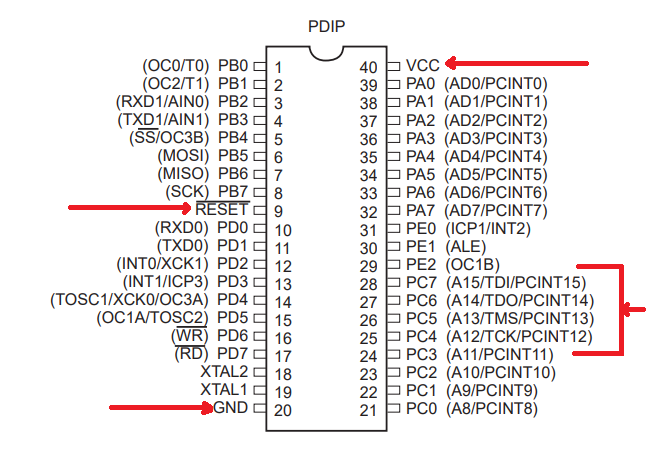 PDIP
(OC0/T0) PB0 1 40 VCC
(OC2/T1) PB1 2 39 PA0 (AD0/PCINT0)
(RXD1/AIN0) PB2 3 38 PA1 (AD1/PCINT1)
(TXD1/AIN1) PB3 4 37 PA2 (AD2/PCINT2)
(SS/OC3B) PB4 5 36 PA3 (AD3/PCINT3)
(MOSI) PB5 6 35 PA4 (AD4/PCINT4)
(MISO) PB6 7 34 PA5 (AD5/PCINT5)
(SCK) PB7 8 33 PA6 (AD6/PCINT6)
RESET 9 32 PA7 (AD7/PCINT7)
(RXD0) PD0 10 31 PE0 (ICP1/INT2)
(TXD0) PD1 11 30 PE1 (ALE)
(INT0/XCK1) PD2 12 29 PE2 (OC1B)
(INT1/ICP3) PD3 13 28 PC7 (A15/TDI/PCINT15)
(TOSC1/XCK0/OC3A) PD4 14 27 PC6 (A14/TDO/PCINT14)
(OC1A/TOSC2) PD5 15 26 PC5 (A13/TMS/PCINT13)
(WR) PD6 16 25 PC4 (A12/TCK/PCINT12)
(RD) PD7 17 24 PC3 (A11/PCINT11)
XTAL2 18 23 PC2 (A10/PCINT10)
XTAL1 19 22 PC1 (A9/PCINT9)
GND 20 21 PC0 (A8/PCINT8)